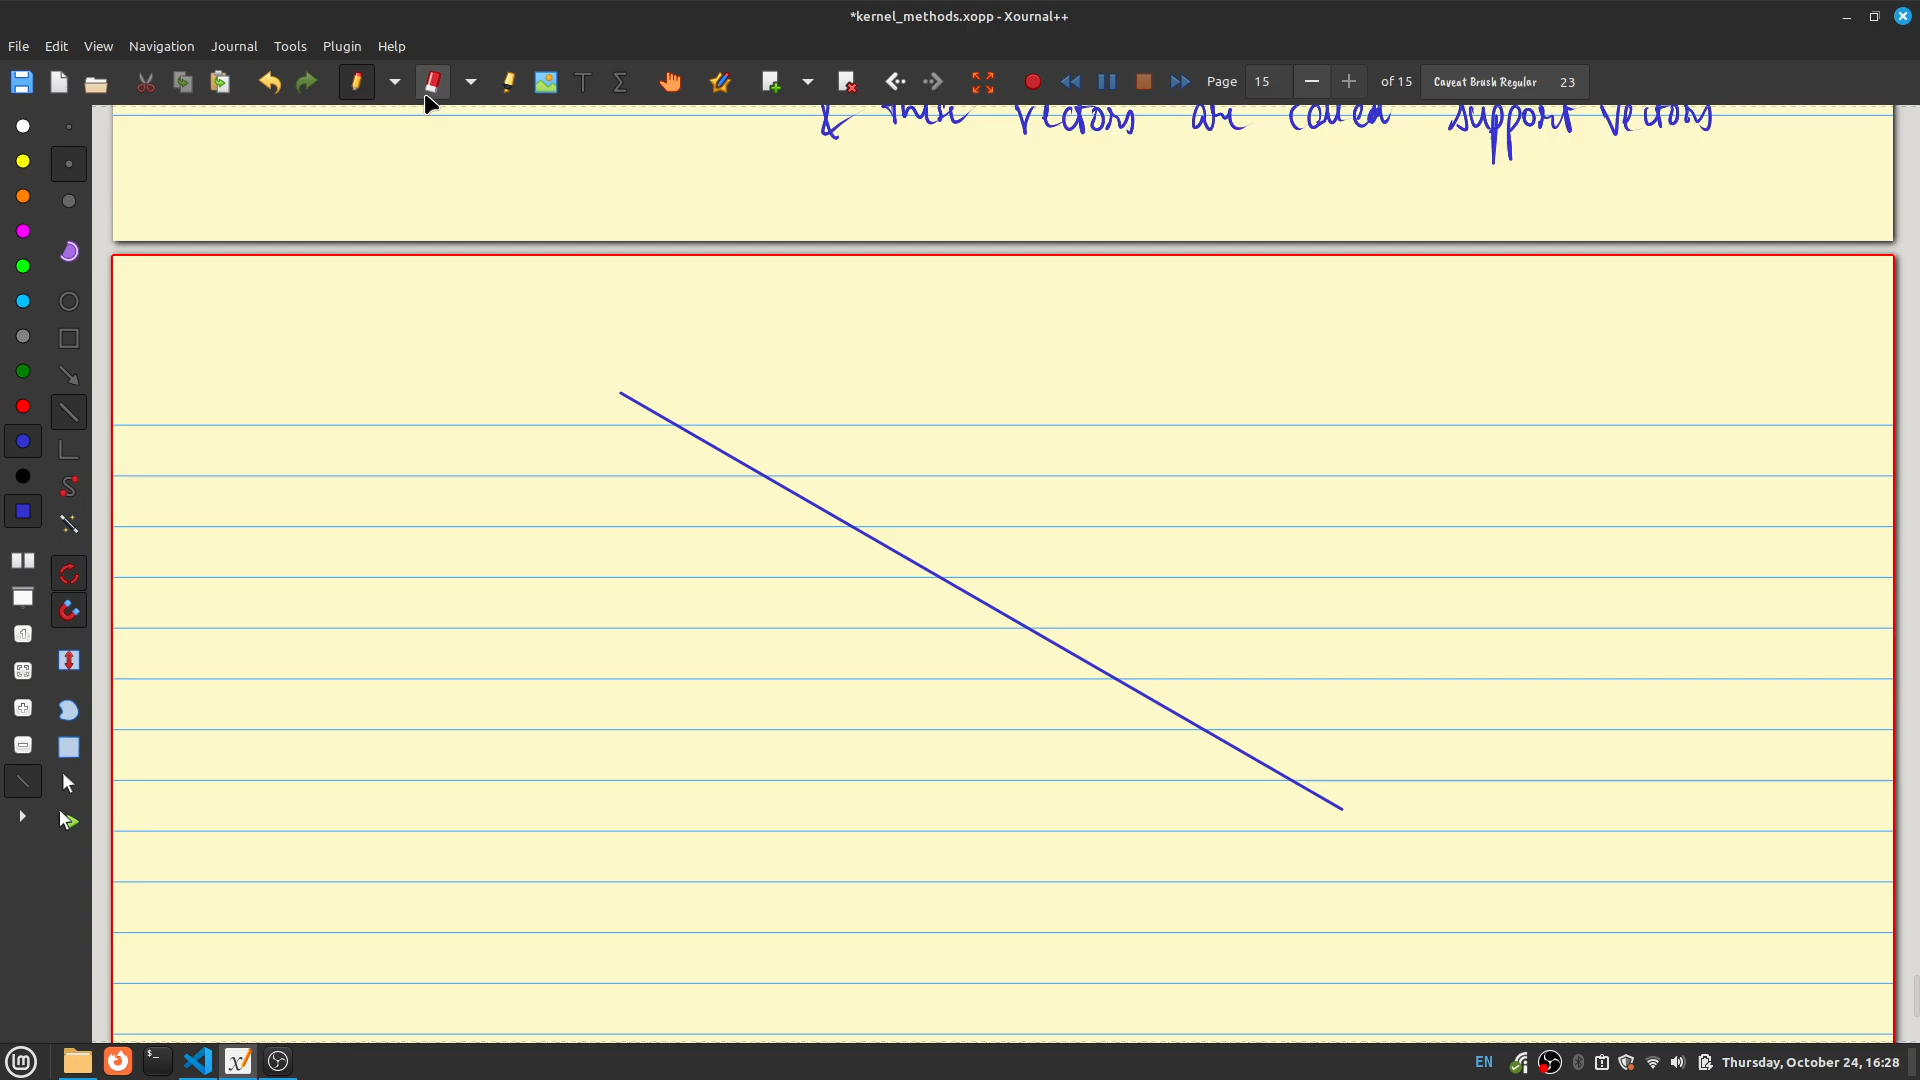 *kernel_methods.xopp - Xournal++
File Edit View Navigation Journal Tools Plugin Help
Page 15 of 15 Caveat Brush Regular 23
& these vectors are called support vectors
EN Thursday, October 24, 16:28